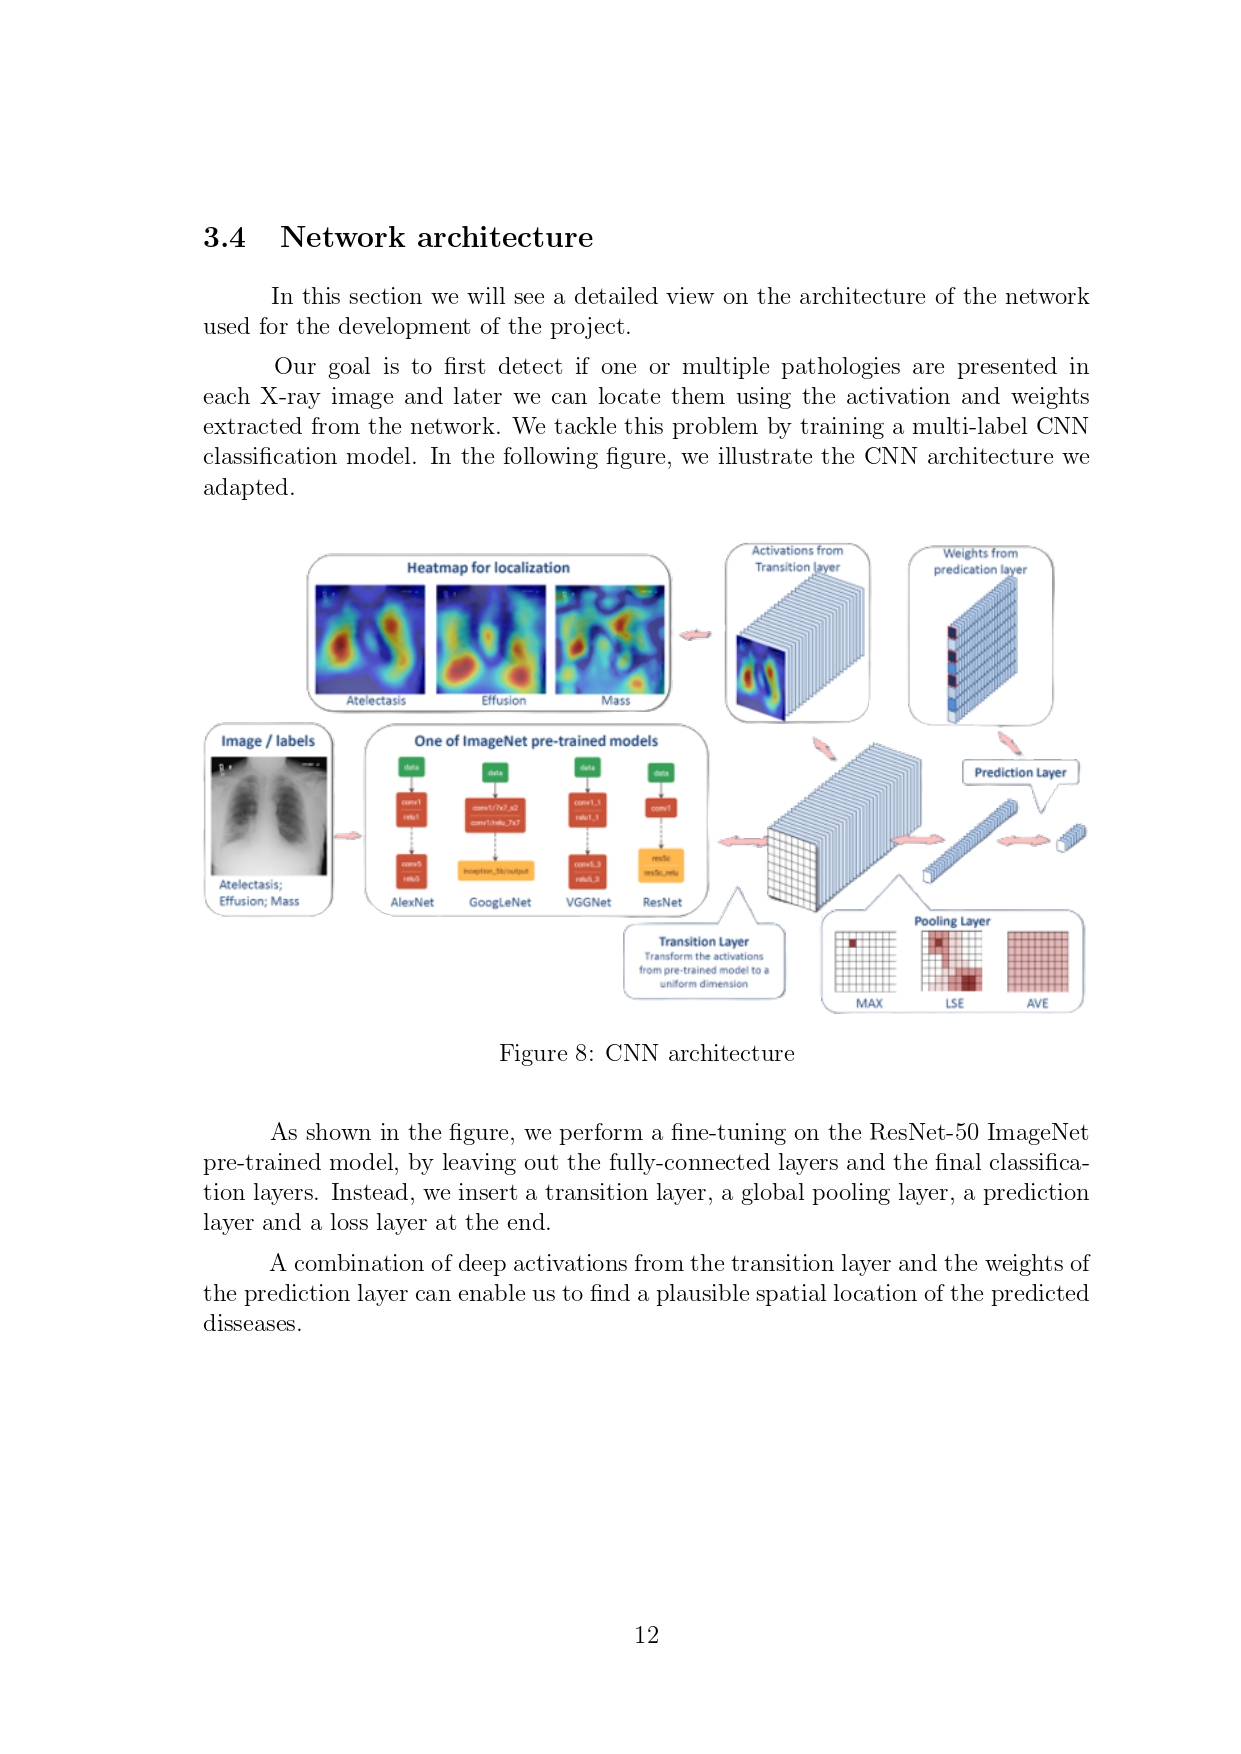 3.4 Network architecture
In this section we will see a detailed view on the architecture of the network
used for the development of the project.
Our goal is to first detect if one or multiple pathologies are presented in
each X-ray image and later we can locate them using the activation and weights
extracted from the network. We tackle this problem by training a multi-label CNN
classification model. In the following figure, we illustrate the CNN architecture we
adapted.
Heatmap for localization
Atelectasis Effusion Mass
Activations from
Transition layer
Weights from
predication layer
Image / labels
Atelectasis;
Effusion; Mass
One of ImageNet pre-trained models
data data data data
conv1
relu1
conv5
relu5
AlexNet
conv1/7x7_s2
conv1/relu_7x7
inception_5b/output
GoogLeNet
conv1_1
relu1_1
conv5_3
relu5_3
VGGNet
conv1
res5c
res5c_relu
ResNet
Prediction Layer
Transition Layer
Transform the activations
from pre-trained model to a
uniform dimension
Pooling Layer
MAX LSE AVE
Figure 8: CNN architecture
As shown in the figure, we perform a fine-tuning on the ResNet-50 ImageNet
pre-trained model, by leaving out the fully-connected layers and the final classifica-
tion layers. Instead, we insert a transition layer, a global pooling layer, a prediction
layer and a loss layer at the end.
A combination of deep activations from the transition layer and the weights of
the prediction layer can enable us to find a plausible spatial location of the predicted
disseases.
12